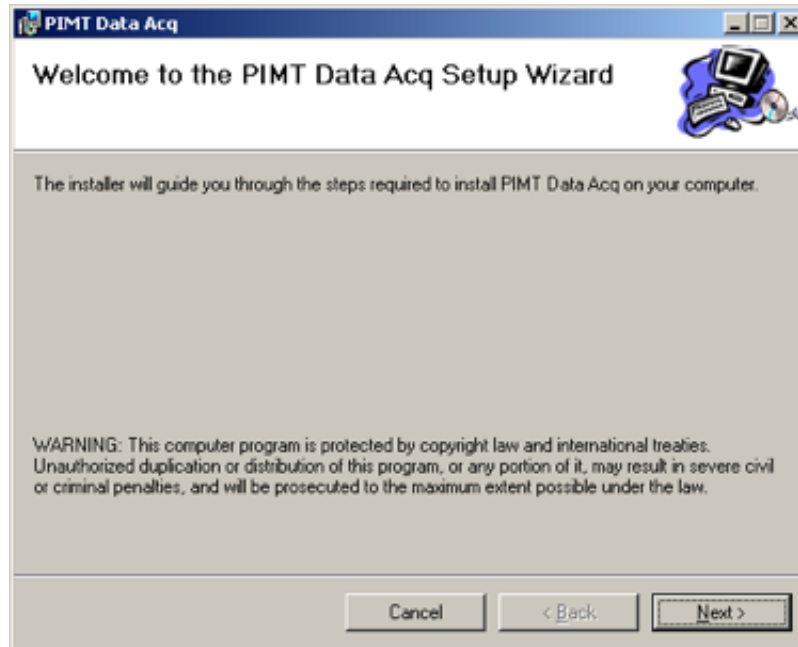 PIMT Data Acq
Welcome to the PIMT Data Acq Setup Wizard
The installer will guide you through the steps required to install PIMT Data Acq on your computer.
WARNING: This computer program is protected by copyright law and international treaties.
Unauthorized duplication or distribution of this program, or any portion of it, may result in severe civil
or criminal penalties, and will be prosecuted to the maximum extent possible under the law.
Cancel
< Back
Next >